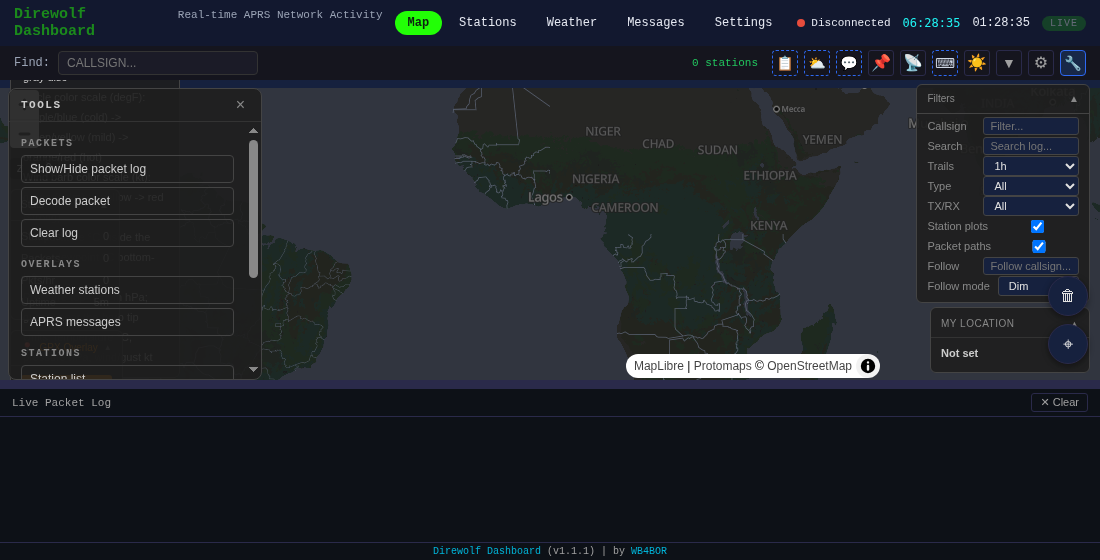 Direwolf
Dashboard
Real-time APRS Network Activity
Map
Stations
Weather
Messages
Settings
Disconnected
06:28:35
01:28:35
LIVE
Find:
CALLSIGN...
0 stations
TOOLS
×
PACKETS
Show/Hide packet log
Decode packet
Clear log
OVERLAYS
Weather stations
APRS messages
STATIONS
Station list
Mecca
NIGER
CHAD
SUDAN
YEMEN
NIGERIA
ETHIOPIA
Lagos
CAMEROON
KENYA
MapLibre | Protomaps © OpenStreetMap
Filters
Callsign
Filter...
Search
Search log...
Trails
1h
Type
All
TX/RX
All
Station plots
Packet paths
Follow
Follow callsign...
Follow mode
Dim
MY LOCATION
Not set
Live Packet Log
✕ Clear
Direwolf Dashboard (v1.1.1) | by WB4BOR